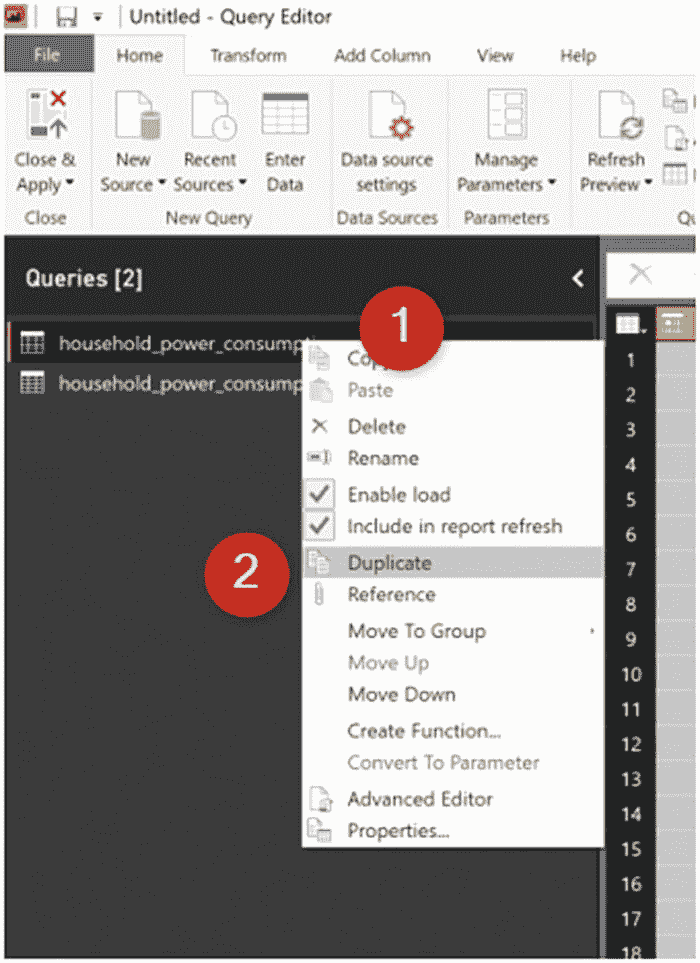 Untitled - Query Editor
File Home Transform Add Column View Help
Close & Apply
New Source
Recent Sources
Enter Data
Data source settings
Manage Parameters
Refresh Preview
Close New Query Data Sources Parameters
Queries [2]
1
household_power_consumpti
household_power_consump
Copy
Paste
Delete
Rename
Enable load
Include in report refresh
2
Duplicate
Reference
Move To Group
Move Up
Move Down
Create Function...
Convert To Parameter
Advanced Editor
Properties...
1
2
3
4
5
6
7
8
9
10
11
12
13
14
15
16
17
18